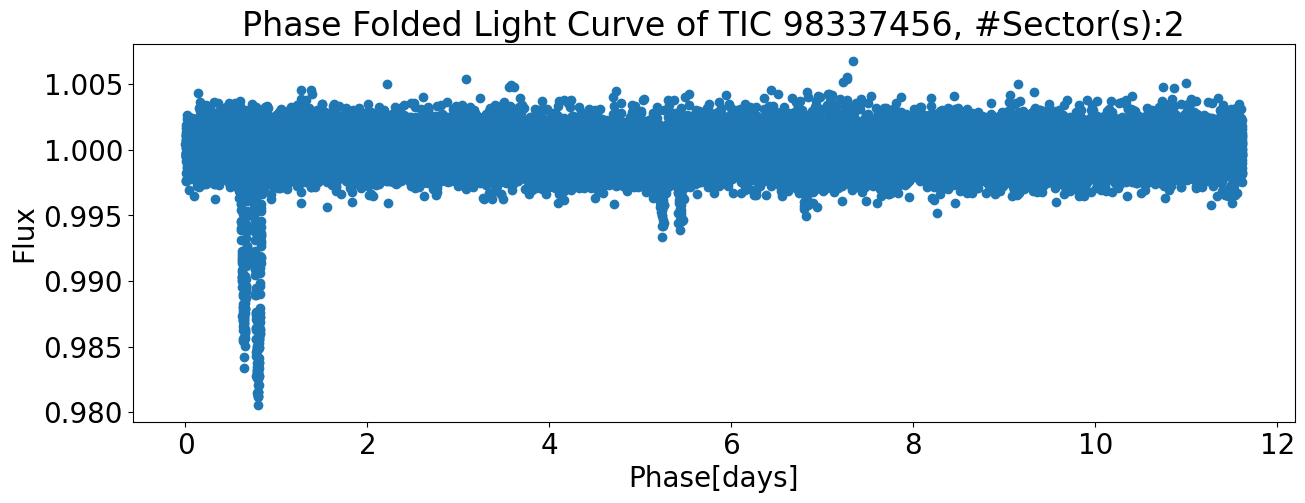 Phase Folded Light Curve of TIC 98337456, #Sector(s):2
1.005
1.000
0.995
0.990
0.985
0.980
Flux
0 2 4 6 8 10 12
Phase[days]